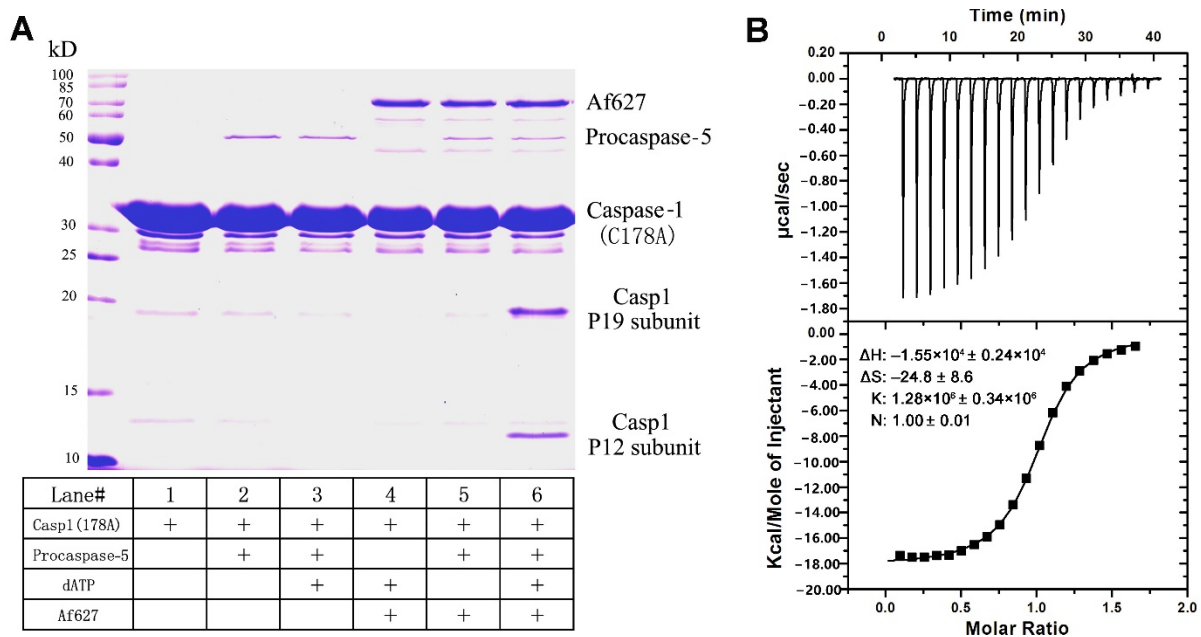 A
kD
100
85
70
60
50
40
30
25
20
15
10
Af627
Procaspase-5
Caspase-1
(C178A)
Casp1
P19 subunit
Casp1
P12 subunit
Lane# 1 2 3 4 5 6
Casp1(178A) + + + + + +
Procaspase-5 + + + +
dATP + + +
Af627 + + +
B
Time (min)
0 10 20 30 40
0.20
0.00
−0.20
−0.40
−0.60
−0.80
−1.00
−1.20
−1.40
−1.60
−1.80
µcal/sec
0.00
−2.00
−4.00
−6.00
−8.00
−10.00
−12.00
−14.00
−16.00
−18.00
−20.00
Kcal/Mole of Injectant
ΔH: −1.55×10⁴ ± 0.24×10⁴
ΔS: −24.8 ± 8.6
K: 1.28×10⁶ ± 0.34×10⁶
N: 1.00 ± 0.01
0.0 0.5 1.0 1.5 2.0
Molar Ratio